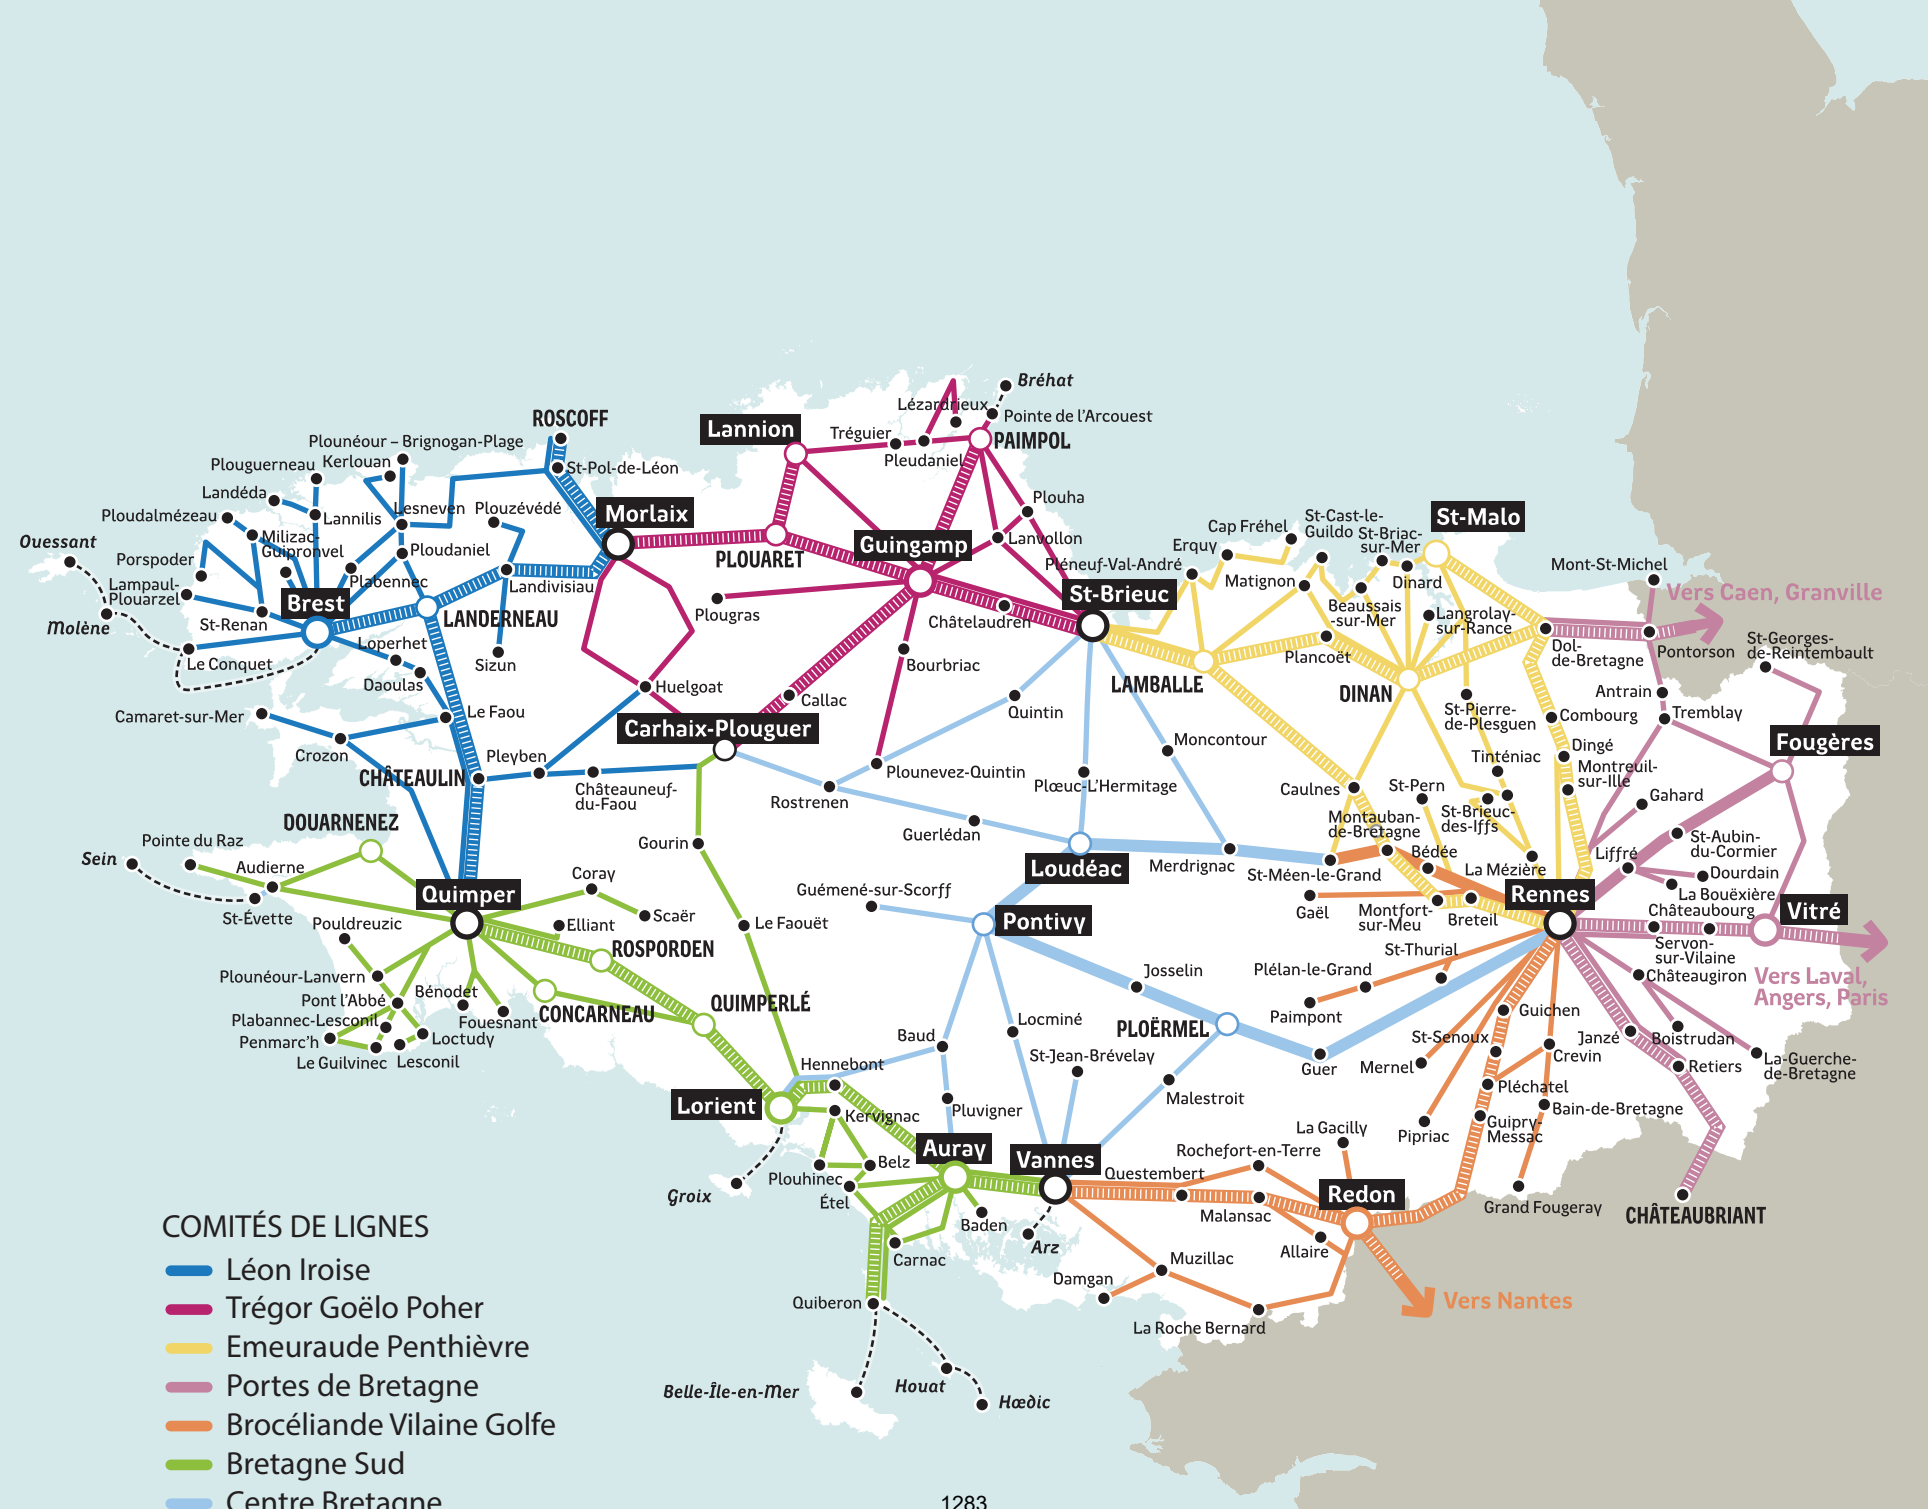 Bréhat
Lézardrieux
Pointe de l'Arcouest
ROSCOFF
Lannion
Tréguier
PAIMPOL
Plounéour – Brignogan-Plage
Pleudaniel
Plouguerneau
Kerlouan
St-Pol-de-Léon
Landéda
Plouha
Ploudalmézeau
Lannilis
Lesneven
Plouzévédé
Morlaix
St-Malo
Cap Fréhel
St-Cast-le-
Guildo
St-Briac-
sur-Mer
Ouessant
Milizac-
Guipronvel
Ploudaniel
PLOUARET
Guingamp
Lanvollon
Erquy
Porspoder
Pléneuf-Val-André
Mont-St-Michel
Lampaul-
Plouarzel
Plabennec
Landivisiau
Matignon
Dinard
Vers Caen, Granville
Brest
St-Brieuc
Plougras
Beaussais
-sur-Mer
Langrolay-
sur-Rance
Molène
St-Renan
LANDERNEAU
Châtelaudren
St-Georges-
de-Reintembault
Loperhet
Le Conquet
Sizun
Bourbriac
Plancoët
Dol-
de-Bretagne
Pontorson
Daoulas
Huelgoat
LAMBALLE
DINAN
Antrain
Camaret-sur-Mer
Le Faou
Callac
Quintin
St-Pierre-
de-Plesguen
Combourg
Tremblay
Carhaix-Plouguer
Moncontour
Fougères
Crozon
Pleyben
Dingé
Tinténiac
Montreuil-
sur-Ille
CHÂTEAULIN
Châteauneuf-
du-Faou
Plounevez-Quintin
Plœuc-L'Hermitage
Caulnes
St-Pern
Gahard
Rostrenen
St-Brieuc-
des-Iffs
DOUARNENEZ
Montauban-
de-Bretagne
Pointe du Raz
Gourin
Guerlédan
St-Aubin-
du-Cormier
Sein
Audierne
Loudéac
Merdrignac
Bédée
Liffré
St-Méen-le-Grand
La Mézière
Dourdain
Coray
Quimper
Guémené-sur-Scorff
Rennes
La Bouëxière
St-Évette
Scaër
Gaël
Montfort-
sur-Meu
Breteil
Châteaubourg
Vitré
Pouldreuzic
Elliant
Le Faouët
Pontivy
ROSPORDEN
St-Thurial
Servon-
sur-Vilaine
Plounéour-Lanvern
Josselin
Plélan-le-Grand
Châteaugiron
Vers Laval,
Angers, Paris
Pont l'Abbé
Bénodet
QUIMPERLÉ
Plabannec-Lesconil
Fouesnant
CONCARNEAU
Paimpont
Guichen
Penmarc'h
Loctudy
Baud
Locminé
PLOËRMEL
St-Senoux
Janzé
Boistrudan
Le Guilvinec
Lesconil
Hennebont
St-Jean-Brévelay
Guer
Mernel
Crevin
Retiers
La-Guerche-
de-Bretagne
Lorient
Kervignac
Pluvigner
Malestroit
Pléchatel
Bain-de-Bretagne
Guipry-
Messac
Pipriac
La Gacilly
Auray
Vannes
Rochefort-en-Terre
Belz
Plouhinec
Questembert
Groix
Étel
Redon
Grand Fougeray
CHÂTEAUBRIANT
Baden
Malansac
Arz
Allaire
COMITÉS DE LIGNES
Carnac
Muzillac
Léon Iroise
Damgan
Quiberon
Vers Nantes
Trégor Goëlo Poher
La Roche Bernard
Emeuraude Penthièvre
Portes de Bretagne
Belle-Île-en-Mer
Houat
Hœdic
Brocéliande Vilaine Golfe
Bretagne Sud
Centre Bretagne
1283